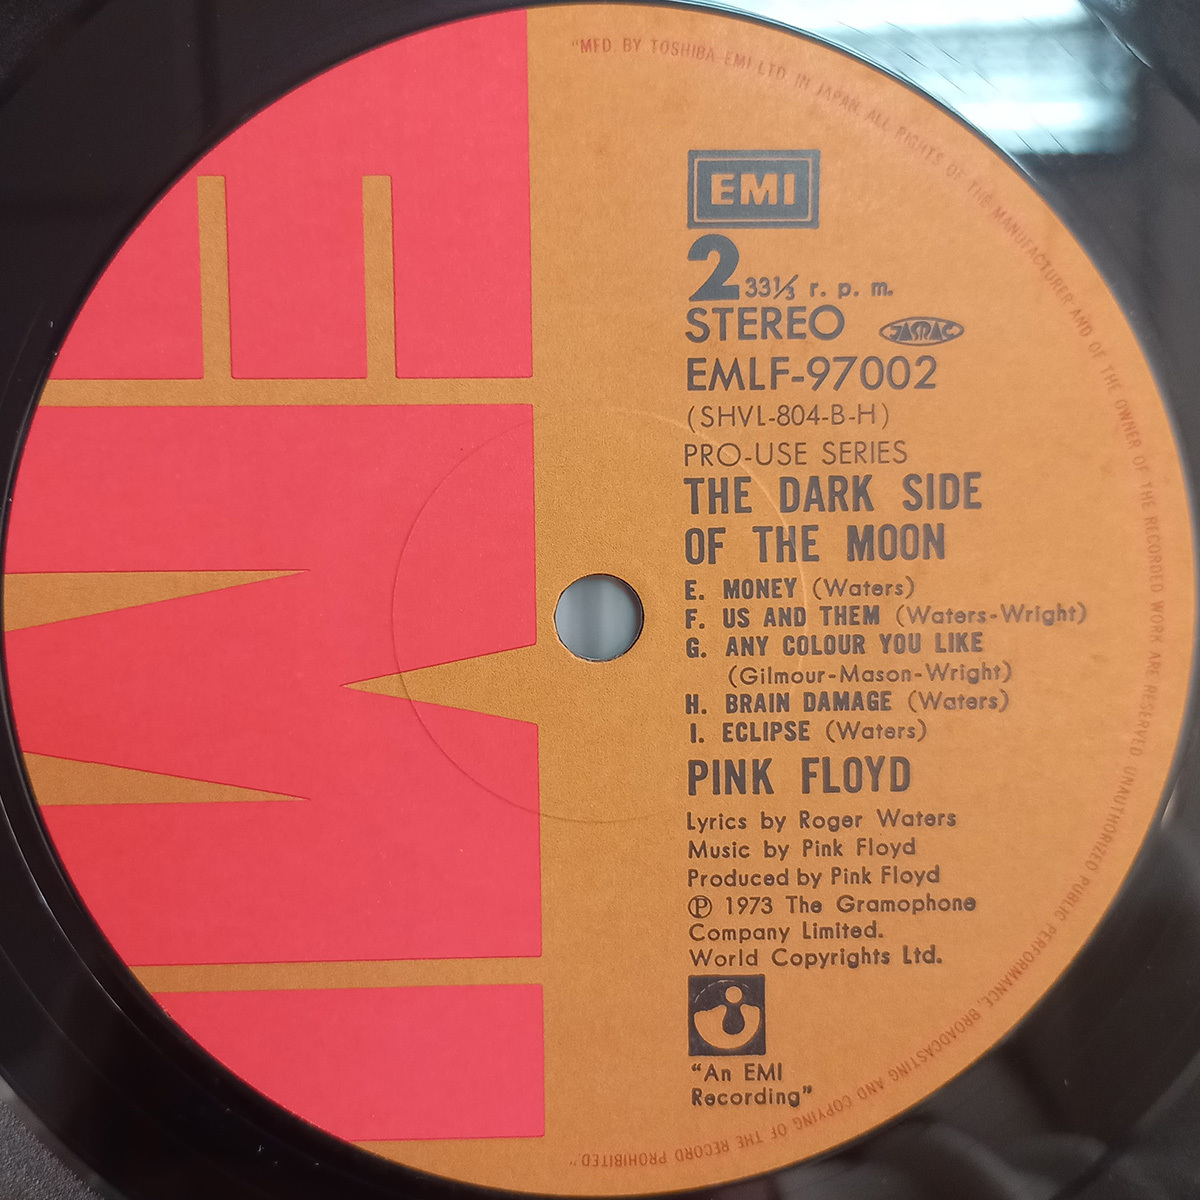 "MFD BY TOSHIBA EMI LTD. IN JAPAN. ALL RIGHTS OF THE MANUFACTURER AND OF THE OWNER OF THE RECORDED WORK ARE RESERVED UNAUTHORIZED PUBLIC PERFORMANCE, BROADCASTING AND COPYING OF THE RECORD PROHIBITED"
EMI
2 33⅓ r. p. m.
STEREO JASRAC
EMLF-97002
(SHVL-804-B-H)
PRO-USE SERIES
THE DARK SIDE
OF THE MOON
E. MONEY (Waters)
F. US AND THEM (Waters-Wright)
G. ANY COLOUR YOU LIKE
(Gilmour-Mason-Wright)
H. BRAIN DAMAGE (Waters)
I. ECLIPSE (Waters)
PINK FLOYD
Lyrics by Roger Waters
Music by Pink Floyd
Produced by Pink Floyd
℗ 1973 The Gramophone
Company Limited.
World Copyrights Ltd.
"An EMI
Recording"
EMI